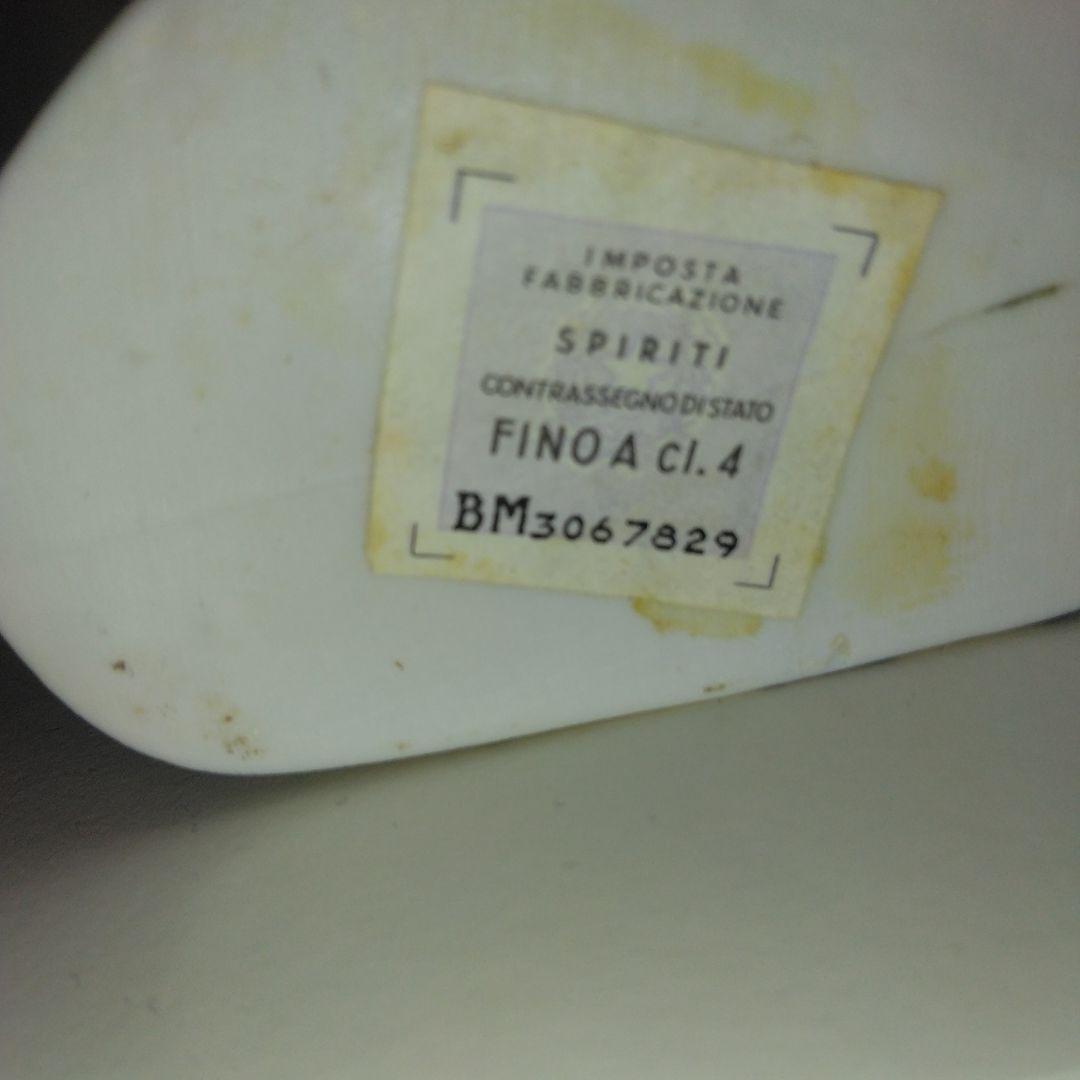 IMPOSTA
FABBRICAZIONE
SPIRITI
CONTRASSEGNO DI STATO
FINO A cl. 4
BM3067829